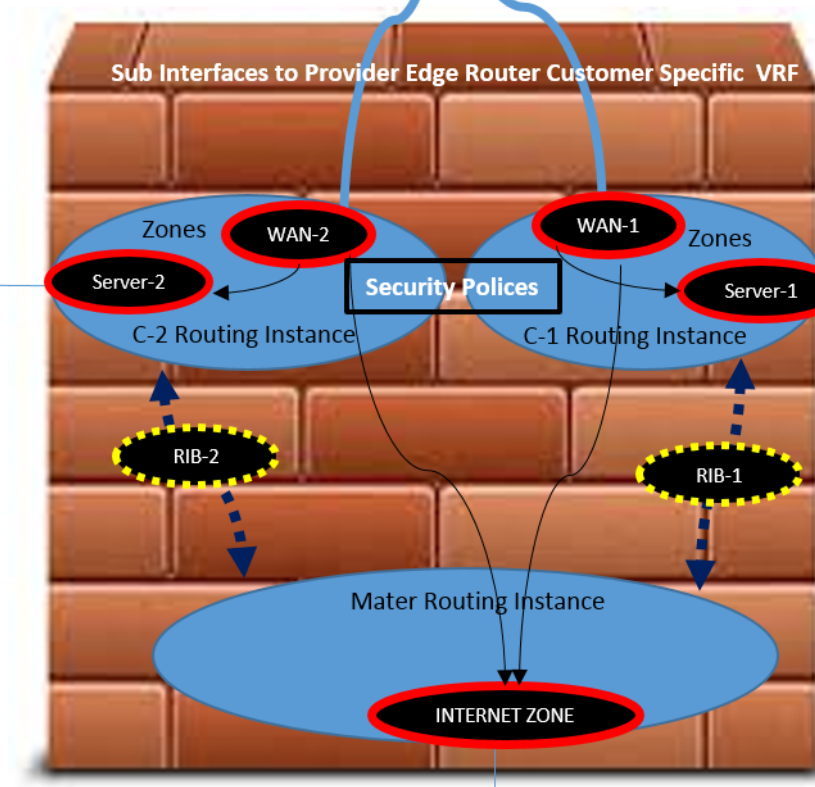 Sub Interfaces to Provider Edge Router Customer Specific VRF
Zones
WAN-2
WAN-1
Zones
Server-2
Security Polices
Server-1
C-2 Routing Instance
C-1 Routing Instance
RIB-2
RIB-1
Mater Routing Instance
INTERNET ZONE